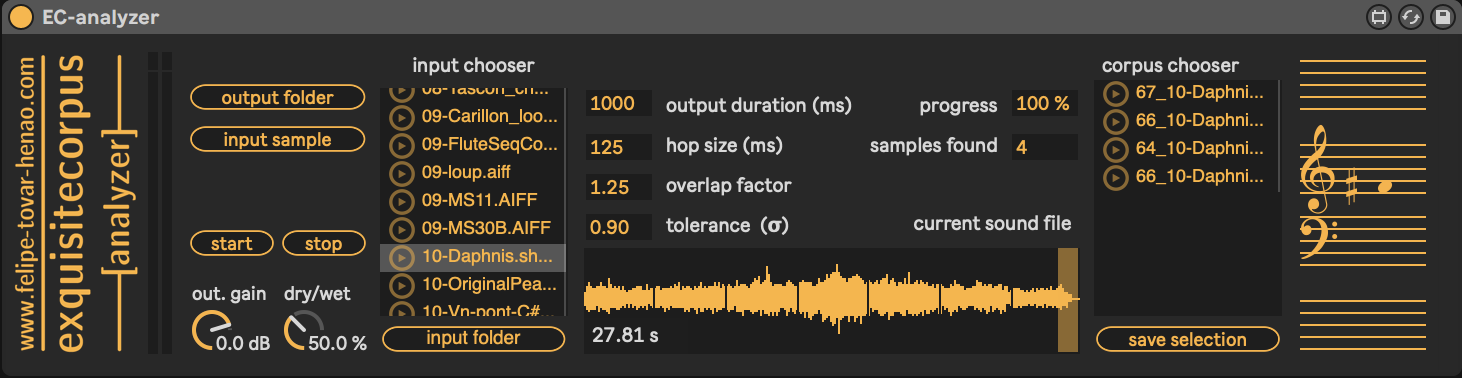 EC-analyzer
www.felipe-tovar-henao.com
exquisitecorpus
[analyzer]
output folder
input sample
start
stop
out. gain
dry/wet
0.0 dB
50.0 %
input chooser
09-Carillon_loo...
09-FluteSeqCo...
09-loup.aiff
09-MS11.AIFF
09-MS30B.AIFF
10-Daphnis.sh...
10-OriginalPea...
10-Vn-pont-C#...
input folder
1000 output duration (ms)
125 hop size (ms)
1.25 overlap factor
0.90 tolerance (σ)
progress 100 %
samples found 4
current sound file
27.81 s
corpus chooser
67_10-Daphni...
66_10-Daphni...
64_10-Daphni...
66_10-Daphni...
save selection